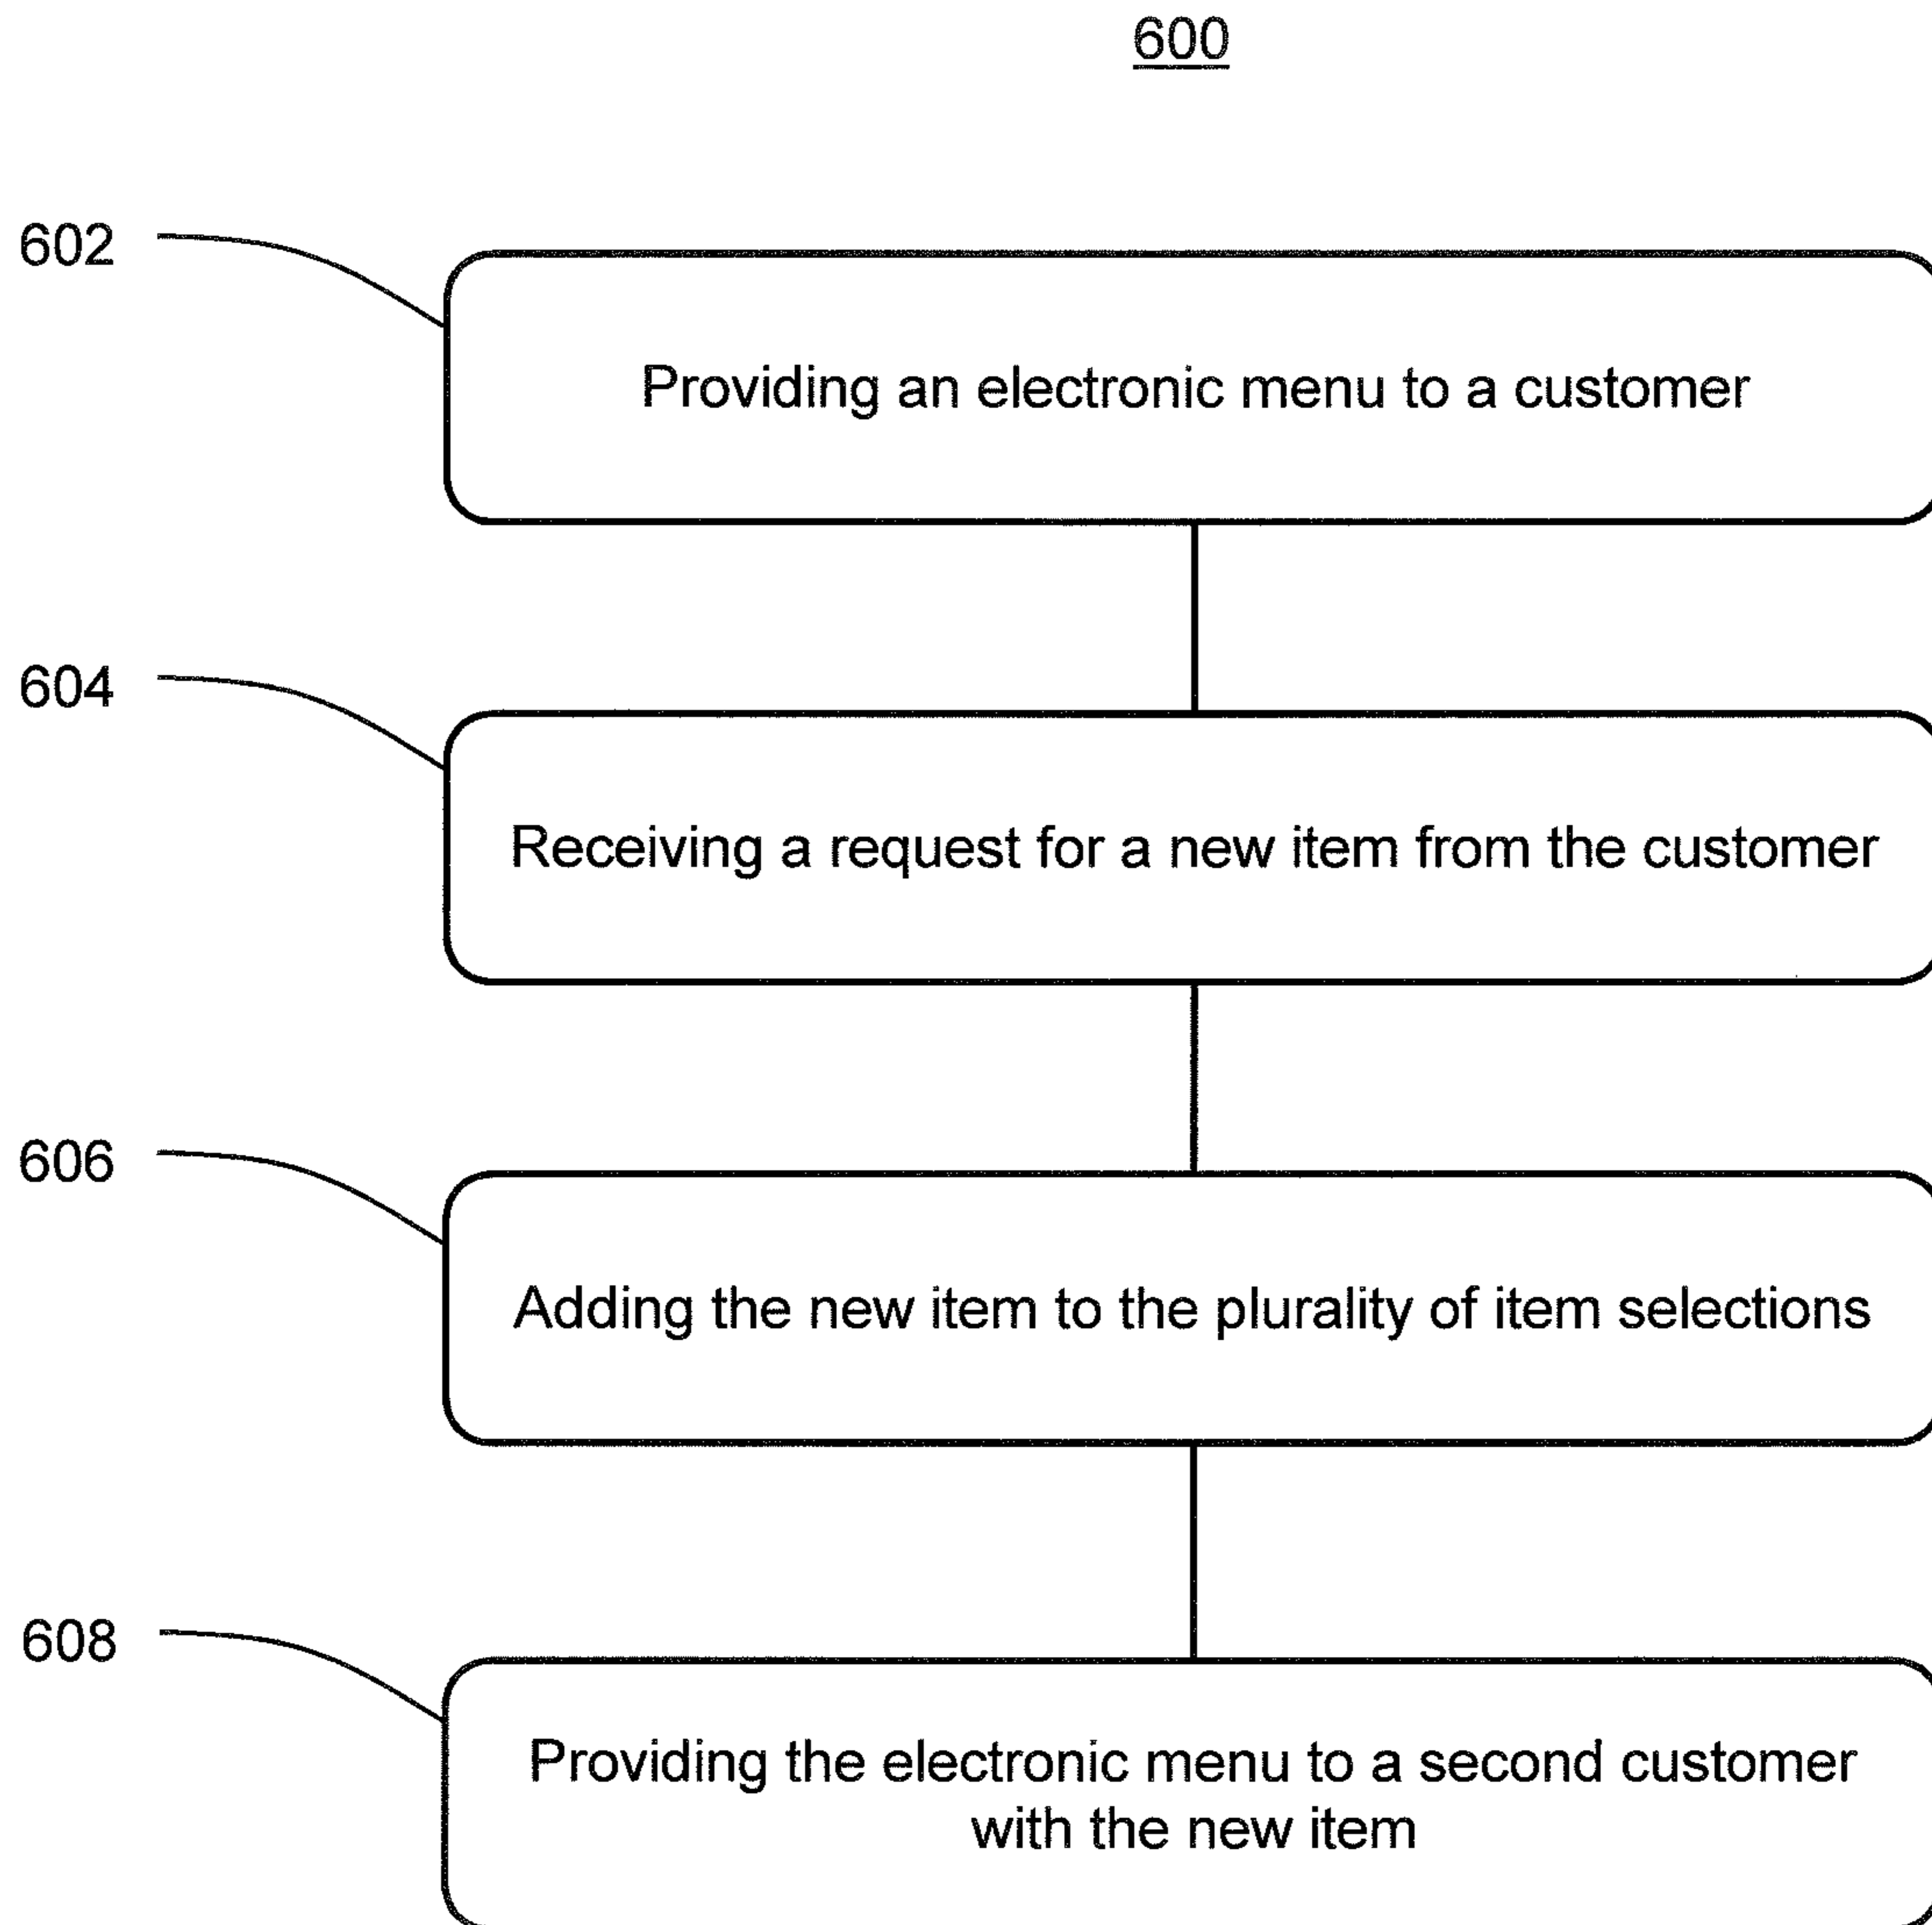 600
602
Providing an electronic menu to a customer
604
Receiving a request for a new item from the customer
606
Adding the new item to the plurality of item selections
608
Providing the electronic menu to a second customer
with the new item